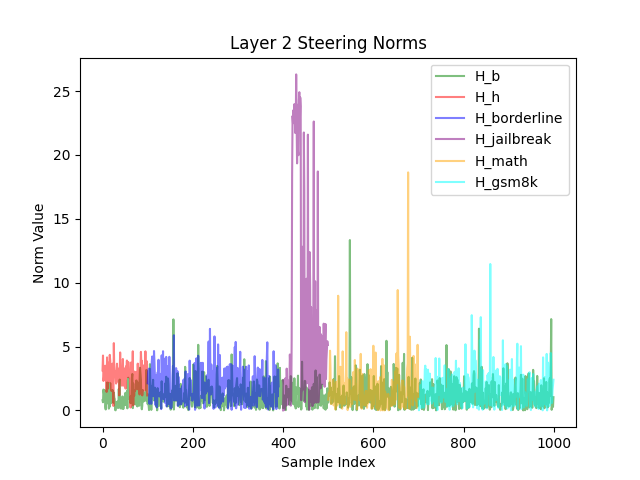 Layer 2 Steering Norms
H_b
H_h
H_borderline
H_jailbreak
H_math
H_gsm8k
Norm Value
25
20
15
10
5
0
0
200
400
600
800
1000
Sample Index